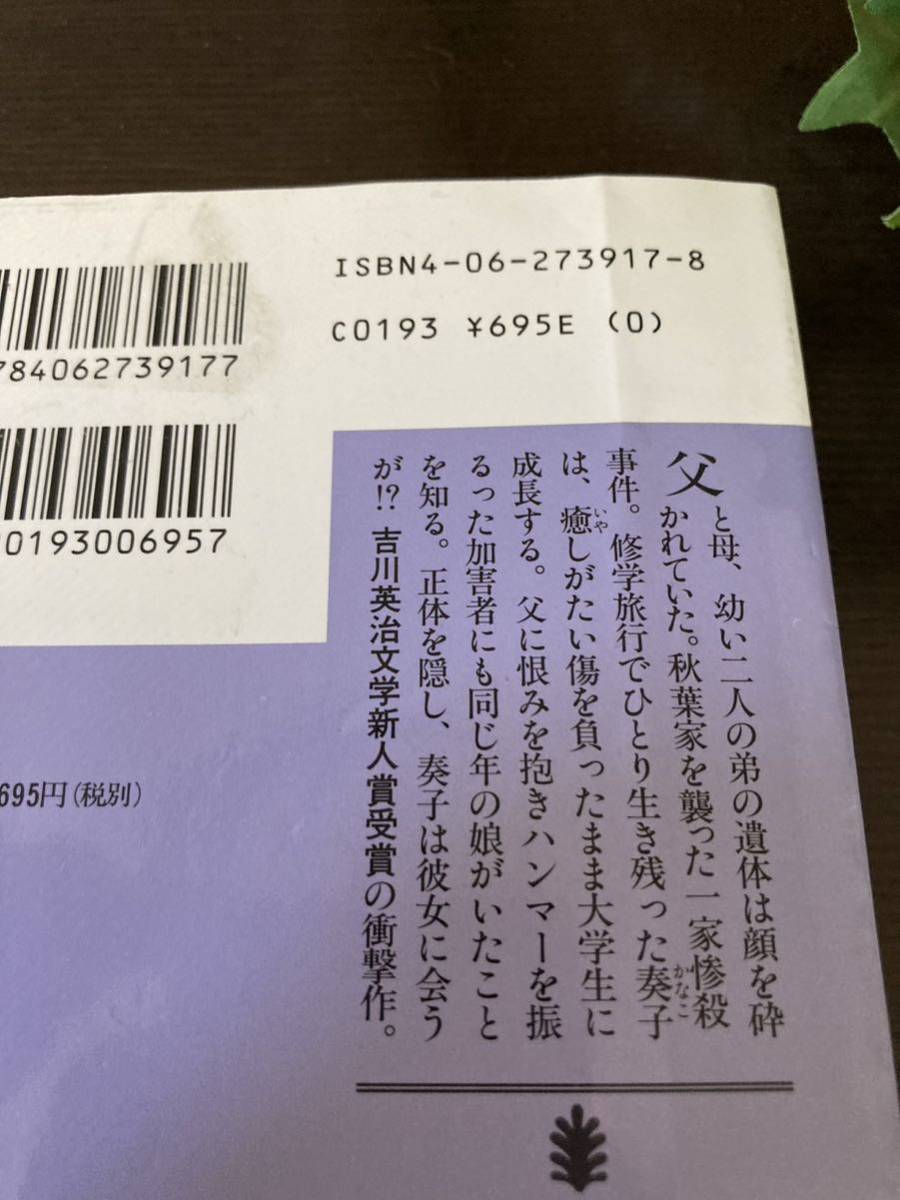 ISBN4-06-273917-8
C0193 ¥695E (0)
784062739177
0193006957
695円(税別)
父と母、幼い二人の弟の遺体は顔を砕
かれていた。秋葉家を襲った一家惨殺
事件。修学旅行でひとり生き残った奏子かなこ
は、癒いやしがたい傷を負ったまま大学生に
成長する。父に恨みを抱きハンマーを振
るった加害者にも同じ年の娘がいたこと
を知る。正体を隠し、奏子は彼女に会う
が!? 吉川英治文学新人賞受賞の衝撃作。